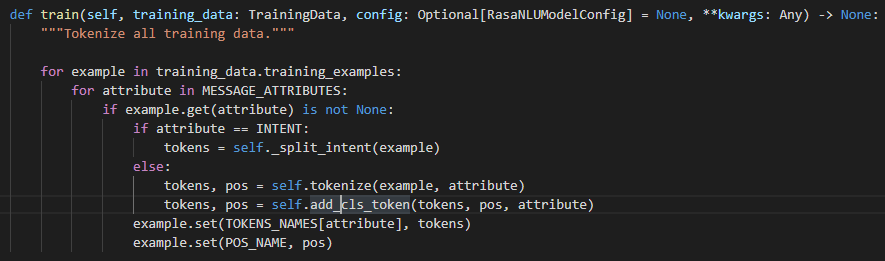 def train(self, training_data: TrainingData, config: Optional[RasaNLUModelConfig] = None, **kwargs: Any) -> None:
    """Tokenize all training data."""

    for example in training_data.training_examples:
        for attribute in MESSAGE_ATTRIBUTES:
            if example.get(attribute) is not None:
                if attribute == INTENT:
                    tokens = self._split_intent(example)
                else:
                    tokens, pos = self.tokenize(example, attribute)
                    tokens, pos = self.add_cls_token(tokens, pos, attribute)
                example.set(TOKENS_NAMES[attribute], tokens)
                example.set(POS_NAME, pos)